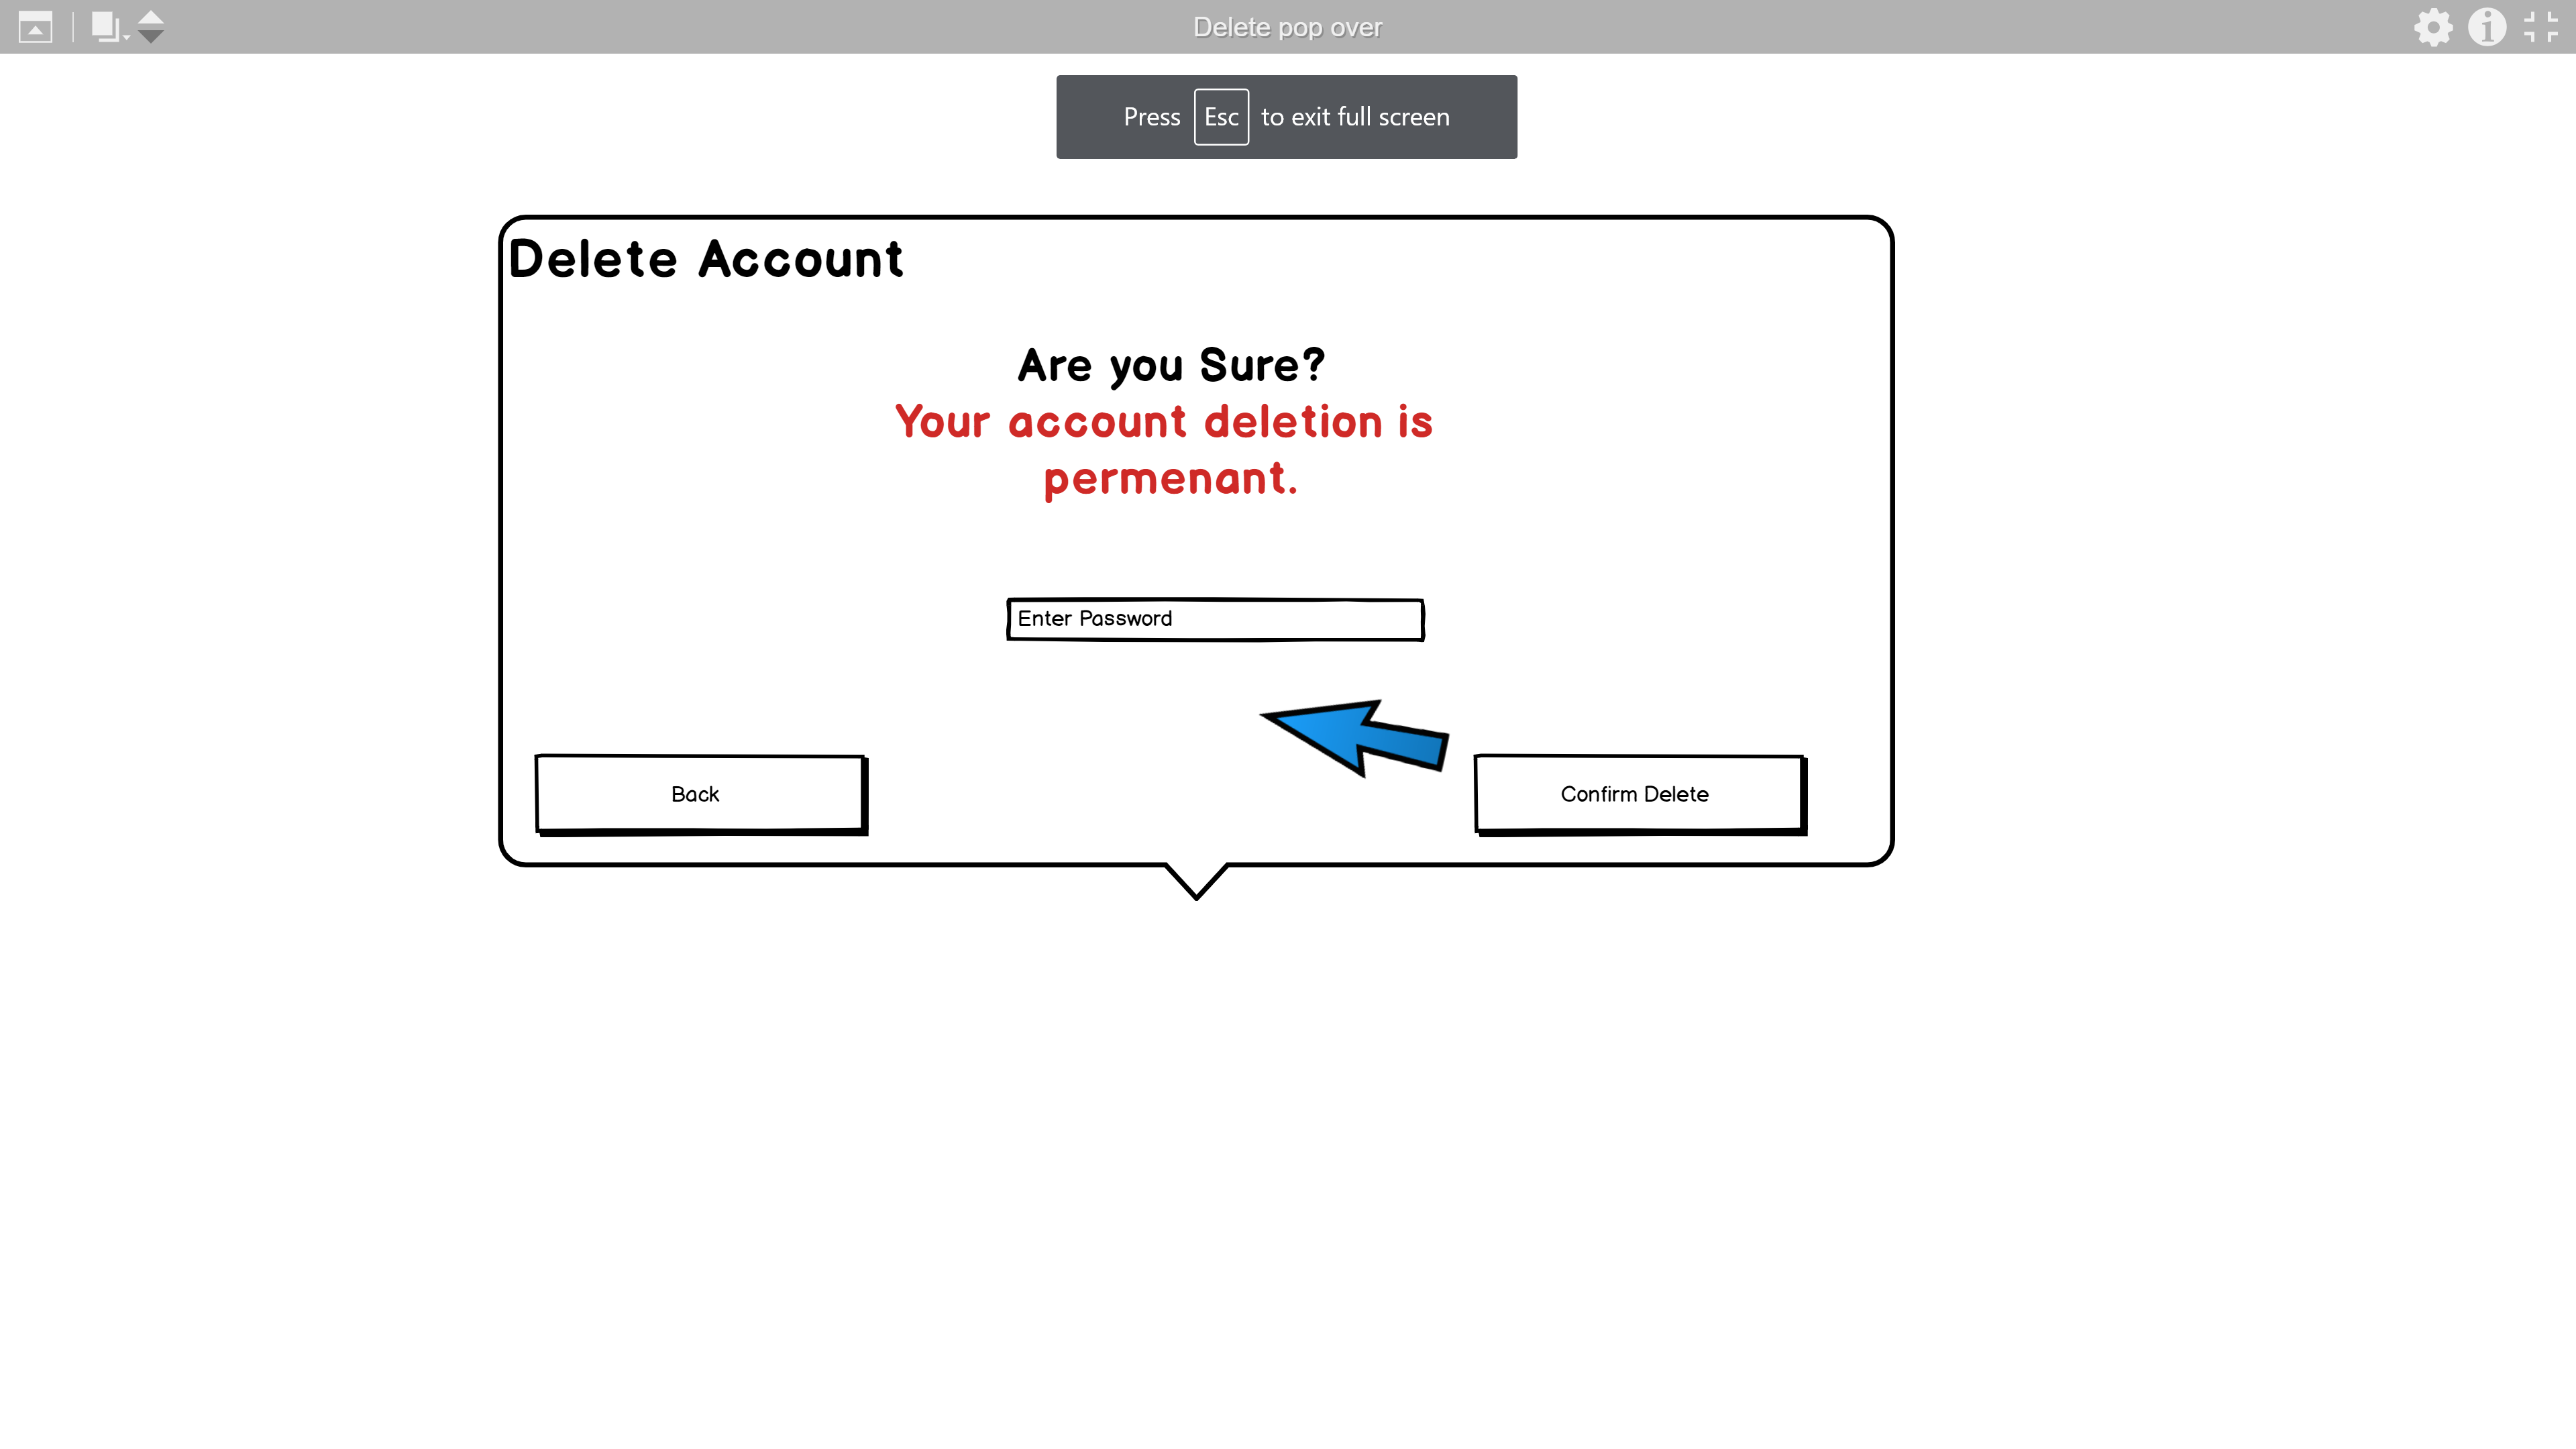 Delete pop over
Press Esc to exit full screen
Delete Account
Are you Sure?
Your account deletion is
permenant.
Enter Password
Back
Confirm Delete